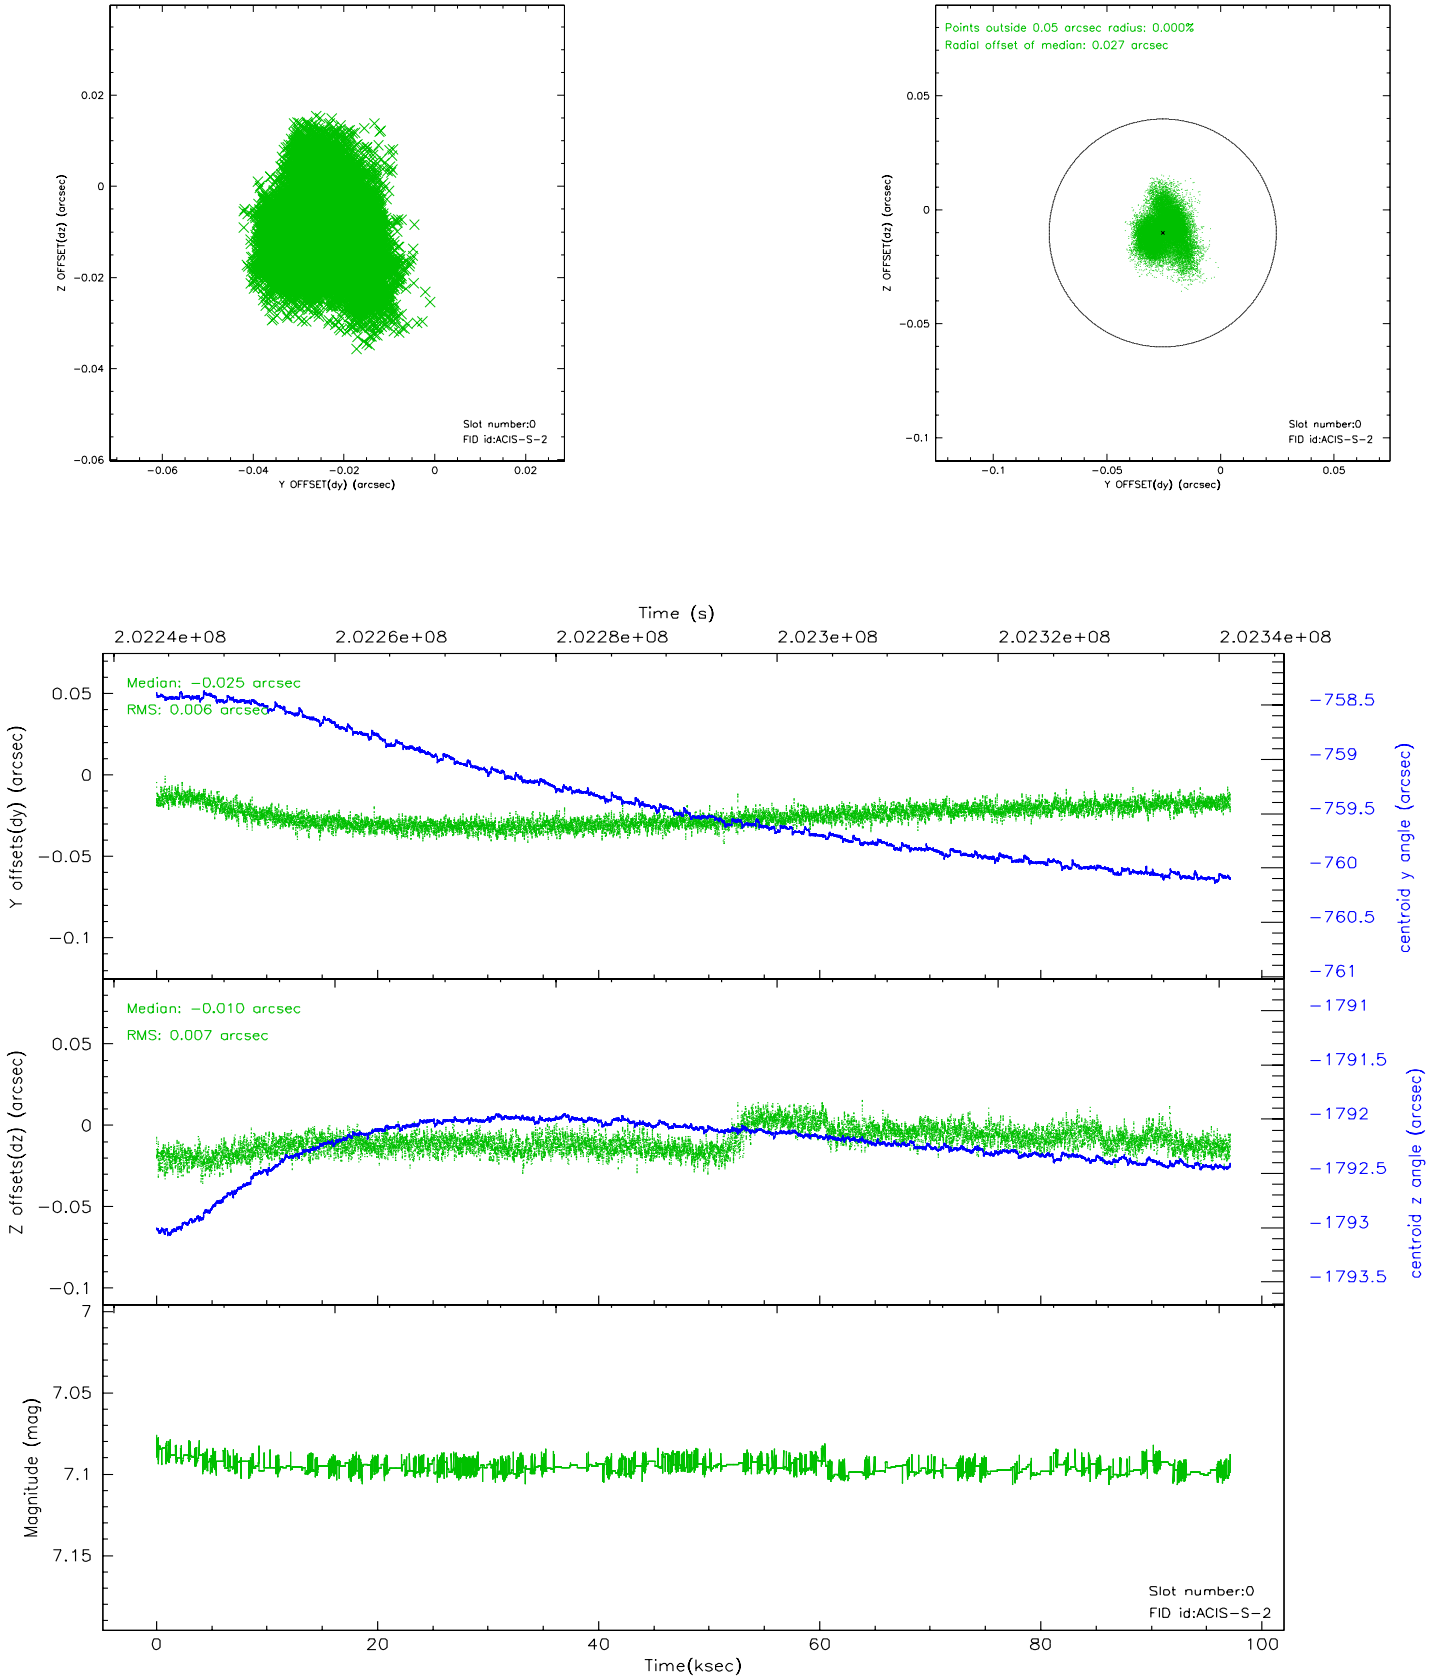 0.02
0
-0.02
-0.04
-0.06
-0.06 -0.04 -0.02 0 0.02
Z OFFSET(dz) (arcsec)
Y OFFSET(dy) (arcsec)
Slot number:0
FID id:ACIS-S-2
Points outside 0.05 arcsec radius: 0.000%
Radial offset of median: 0.027 arcsec
0.05
0
-0.05
-0.1
-0.1 -0.05 0 0.05
Z OFFSET(dz) (arcsec)
Y OFFSET(dy) (arcsec)
Slot number:0
FID id:ACIS-S-2
Time (s)
2.0224e+08 2.0226e+08 2.0228e+08 2.023e+08 2.0232e+08 2.0234e+08
Median: -0.025 arcsec
RMS: 0.006 arcsec
Y offsets(dy) (arcsec)
0.05
0
-0.05
-0.1
-758.5
-759
-759.5
-760
-760.5
-761
centroid y angle (arcsec)
Median: -0.010 arcsec
RMS: 0.007 arcsec
Z offsets(dz) (arcsec)
0.05
0
-0.05
-0.1
-1791
-1791.5
-1792
-1792.5
-1793
-1793.5
centroid z angle (arcsec)
7
7.05
7.1
7.15
Magnitude (mag)
Slot number:0
FID id:ACIS-S-2
0 20 40 60 80 100
Time(ksec)